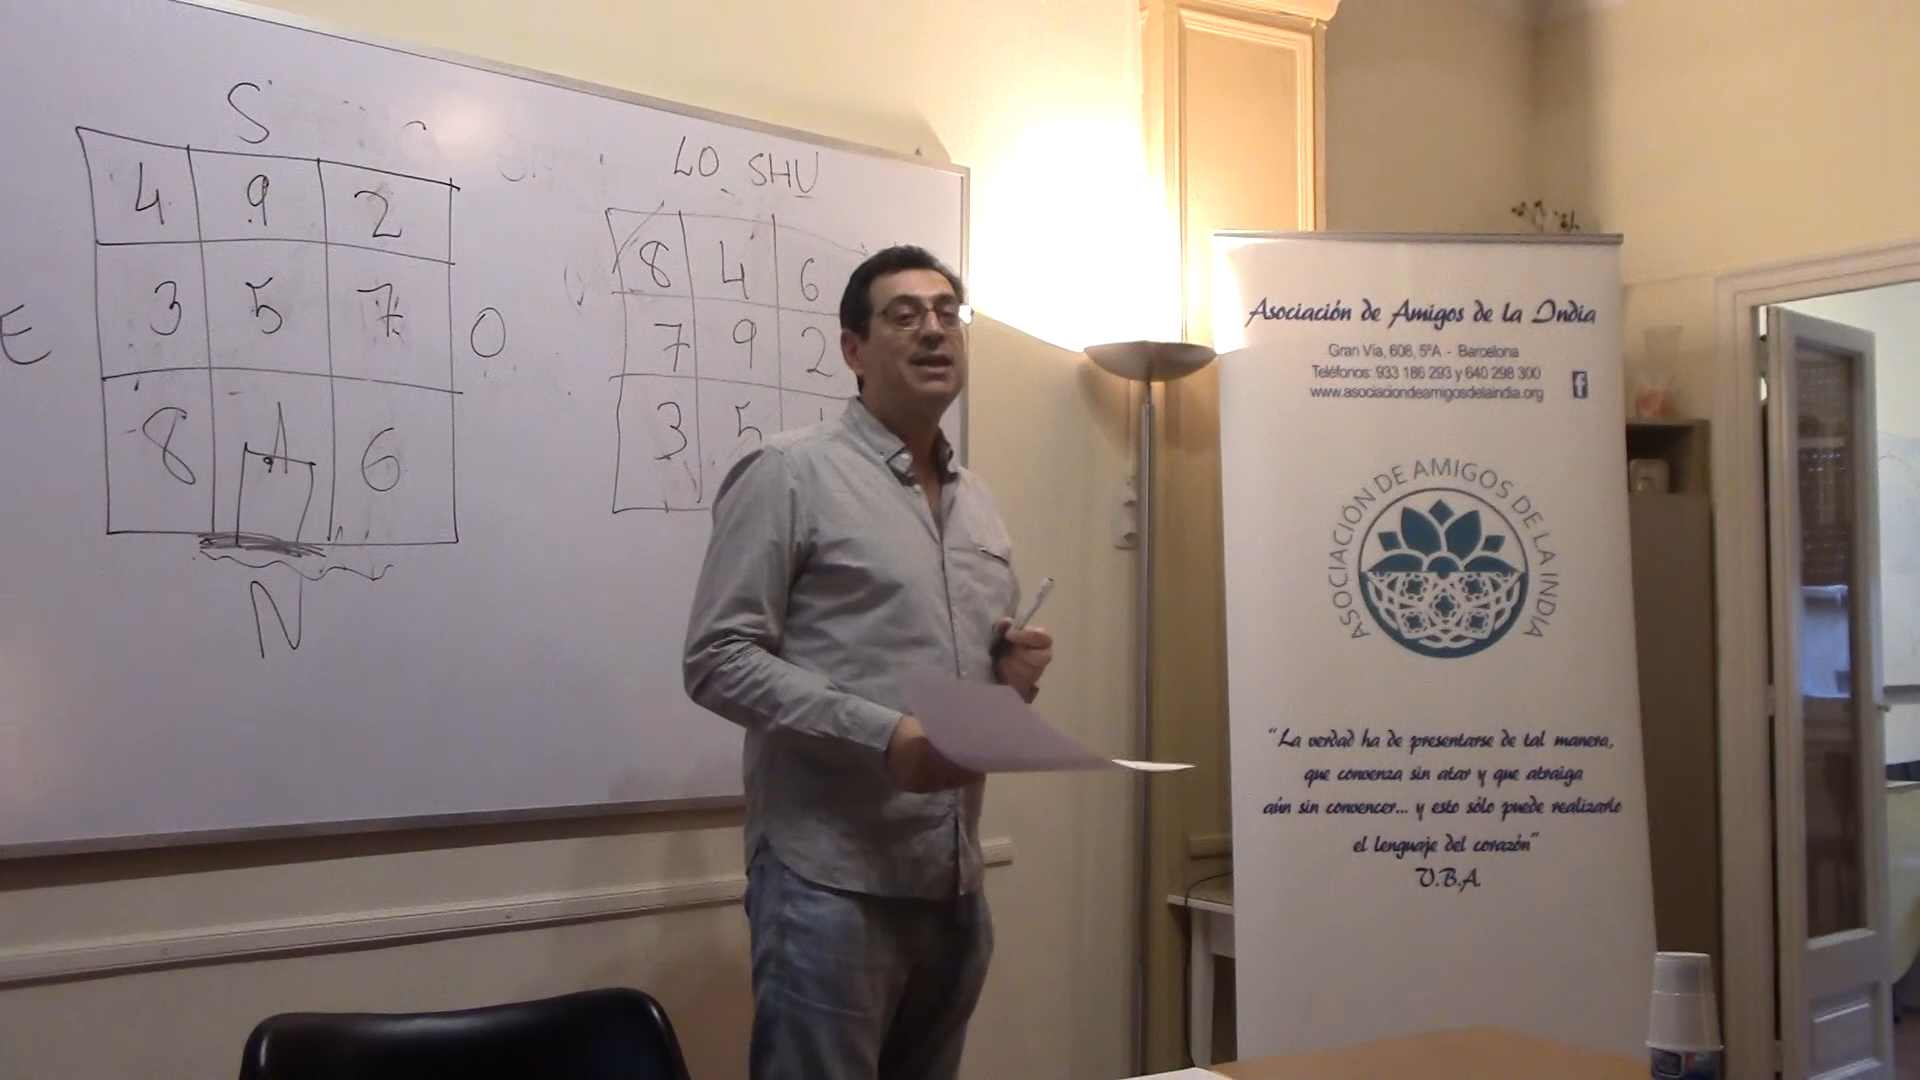 S
4 9 2
E 3 5 7 O
8 1 6
N
LO SHU
8 4 6
7 9 2
3 5
Asociación de Amigos de la India
Gran Vía, 608, 5ºA - Barcelona
Teléfonos: 933 186 293 y 640 298 300
www.asociaciondeamigosdelaindia.org
f
ASOCIACIÓN DE AMIGOS DE LA INDIA
"La verdad ha de presentarse de tal manera,
que convenza sin atar y que atraiga
aún sin convencer... y esto sólo puede realizarlo
el lenguaje del corazón"
V.B.A.